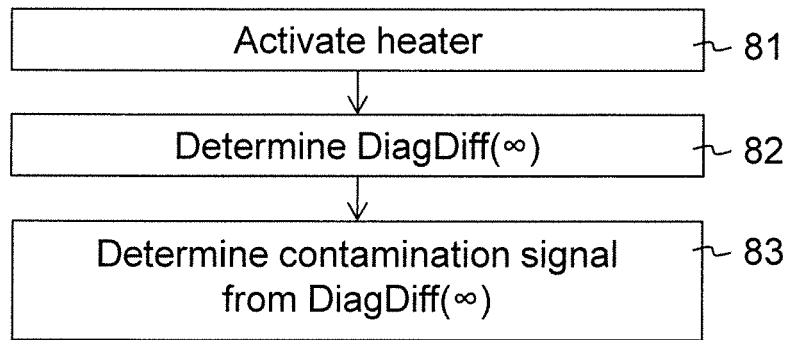 Activate heater 81
Determine DiagDiff(∞) 82
Determine contamination signal 83
from DiagDiff(∞)